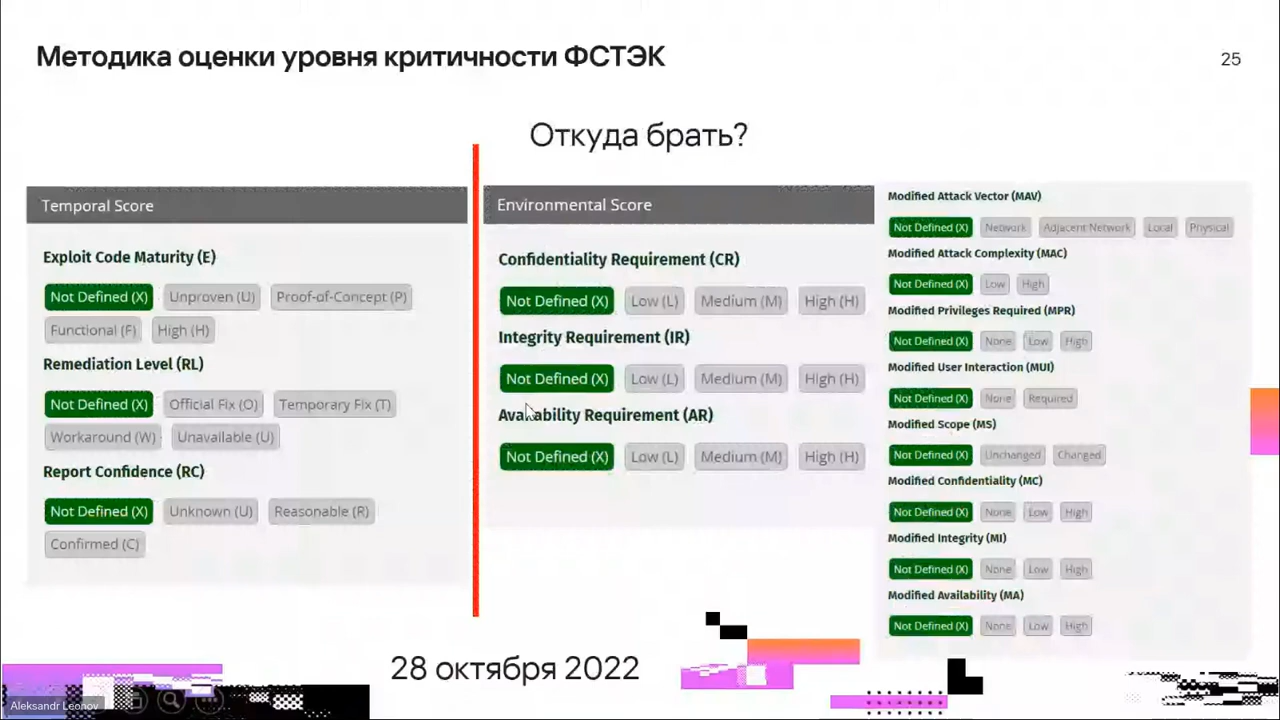 Методика оценки уровня критичности ФСТЭК
25
Откуда брать?
Temporal Score
Exploit Code Maturity (E)
Not Defined (X) Unproven (U) Proof-of-Concept (P)
Functional (F) High (H)
Remediation Level (RL)
Not Defined (X) Official Fix (O) Temporary Fix (T)
Workaround (W) Unavailable (U)
Report Confidence (RC)
Not Defined (X) Unknown (U) Reasonable (R)
Confirmed (C)
Environmental Score
Confidentiality Requirement (CR)
Not Defined (X) Low (L) Medium (M) High (H)
Integrity Requirement (IR)
Not Defined (X) Low (L) Medium (M) High (H)
Availability Requirement (AR)
Not Defined (X) Low (L) Medium (M) High (H)
Modified Attack Vector (MAV)
Not Defined (X) Network Adjacent Network Local Physical
Modified Attack Complexity (MAC)
Not Defined (X) Low High
Modified Privileges Required (MPR)
Not Defined (X) None Low High
Modified User Interaction (MUI)
Not Defined (X) None Required
Modified Scope (MS)
Not Defined (X) Unchanged Changed
Modified Confidentiality (MC)
Not Defined (X) None Low High
Modified Integrity (MI)
Not Defined (X) None Low High
Modified Availability (MA)
Not Defined (X) None Low High
28 октября 2022
Aleksandr Leonov